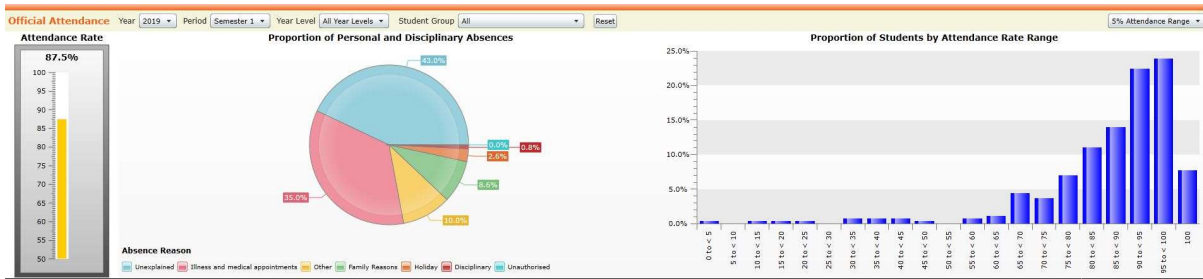 Official Attendance Year 2019 Period Semester 1 Year Level All Year Levels Student Group All Reset 5% Attendance Range
Attendance Rate
87.5%
100
95
90
85
80
75
70
65
60
55
50
Proportion of Personal and Disciplinary Absences
43.0%
0.0%
0.8%
2.6%
8.6%
35.0%
10.0%
Absence Reason
Unexplained Illness and medical appointments Other Family Reasons Holiday Disciplinary Unauthorised
Proportion of Students by Attendance Rate Range
25.0%
20.0%
15.0%
10.0%
5.0%
0.0%
0 to < 5
5 to < 10
10 to < 15
15 to < 20
20 to < 25
25 to < 30
30 to < 35
35 to < 40
40 to < 45
45 to < 50
50 to < 55
55 to < 60
60 to < 65
65 to < 70
70 to < 75
75 to < 80
80 to < 85
85 to < 90
90 to < 95
95 to < 100
100